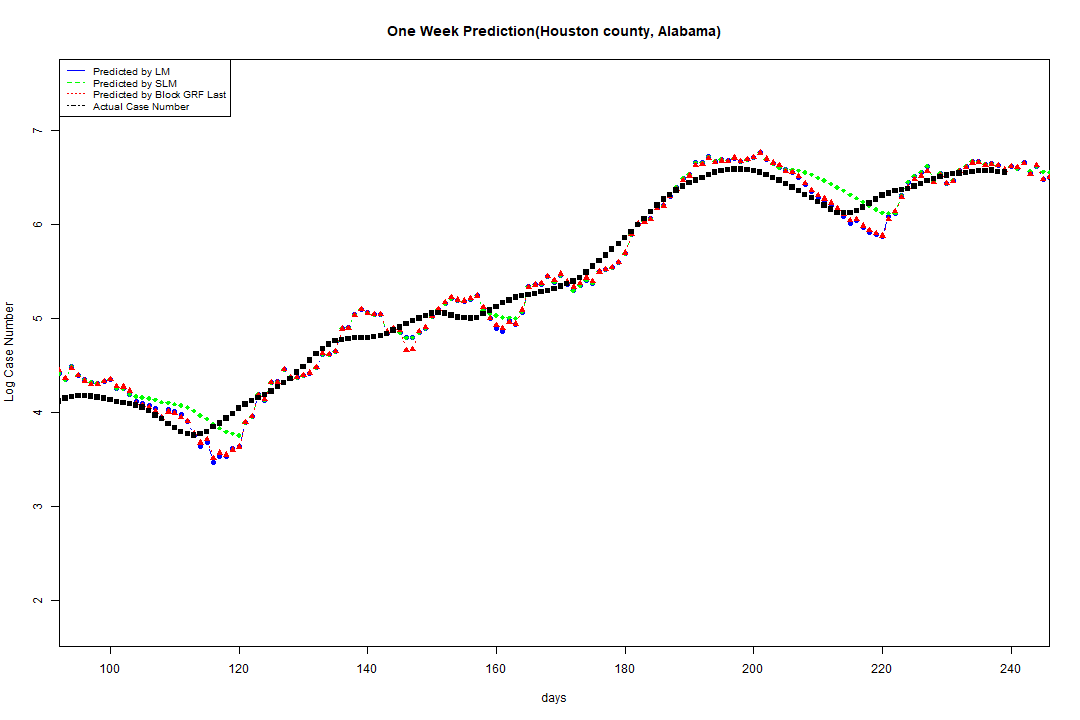 One Week Prediction(Houston county, Alabama)
Predicted by LM
Predicted by SLM
Predicted by Block GRF Last
Actual Case Number
7
6
5
4
3
2
Log Case Number
100 120 140 160 180 200 220 240
days